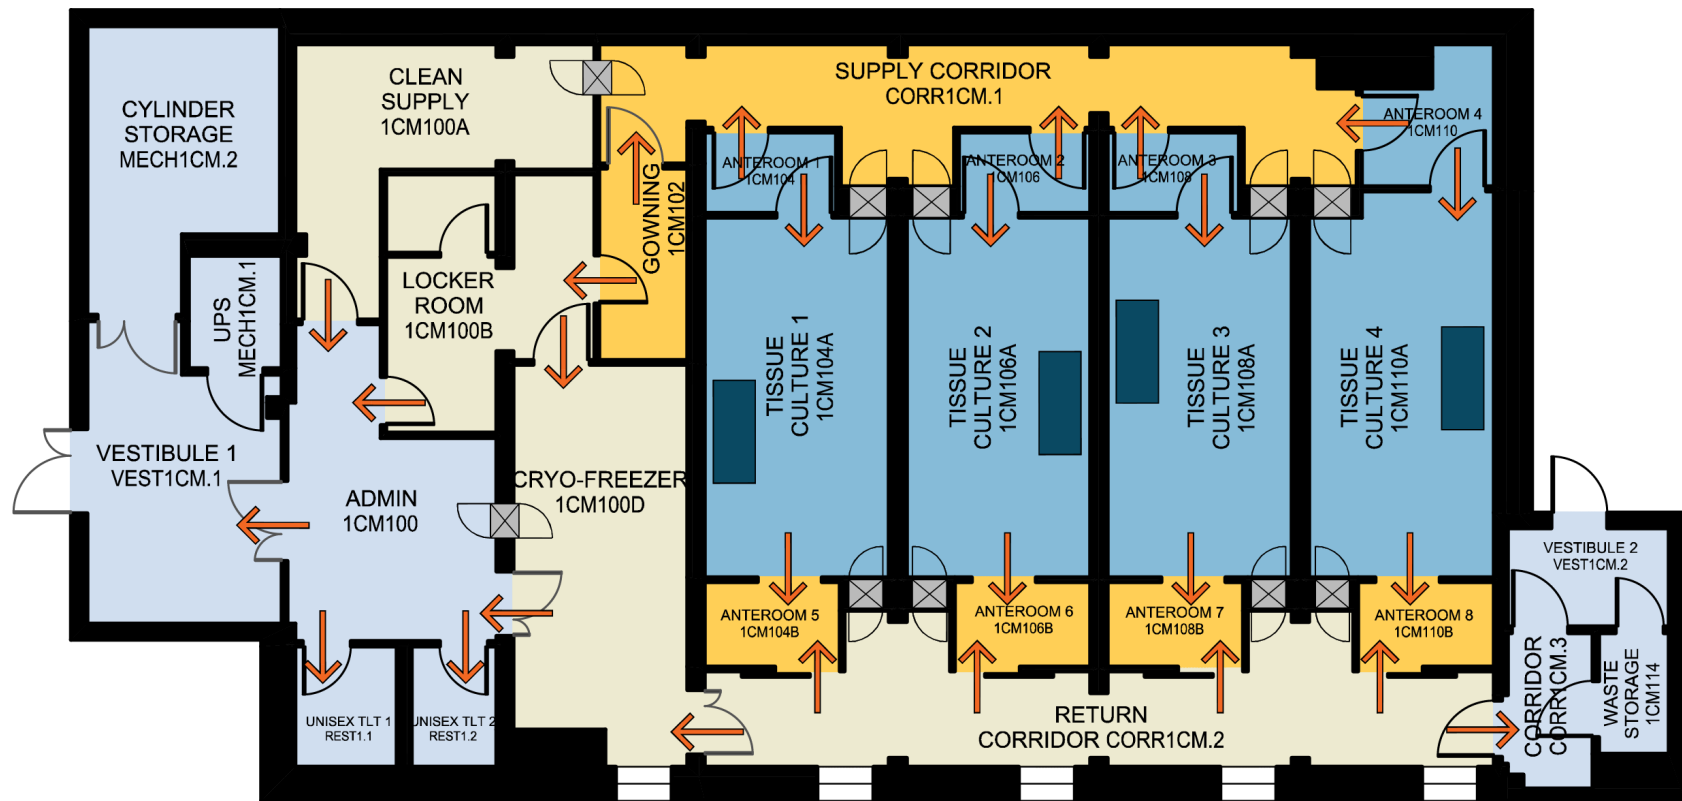 CYLINDER
STORAGE
MECH1CM.2
CLEAN
SUPPLY
1CM100A
SUPPLY CORRIDOR
CORR1CM.1
ANTEROOM 1
1CM104
ANTEROOM 2
1CM106
ANTEROOM 3
1CM108
ANTEROOM 4
1CM110
GOWNING
1CM102
UPS
MECH1CM.1
LOCKER
ROOM
1CM100B
TISSUE
CULTURE 1
1CM104A
TISSUE
CULTURE 2
1CM106A
TISSUE
CULTURE 3
1CM108A
TISSUE
CULTURE 4
1CM110A
VESTIBULE 1
VEST1CM.1
ADMIN
1CM100
CRYO-FREEZER
1CM100D
VESTIBULE 2
VEST1CM.2
ANTEROOM 5
1CM104B
ANTEROOM 6
1CM106B
ANTEROOM 7
1CM108B
ANTEROOM 8
1CM110B
UNISEX TLT 1
REST1.1
UNISEX TLT 2
REST1.2
RETURN
CORRIDOR CORR1CM.2
CORRIDOR
CORR1CM.3
WASTE
STORAGE
1CM114